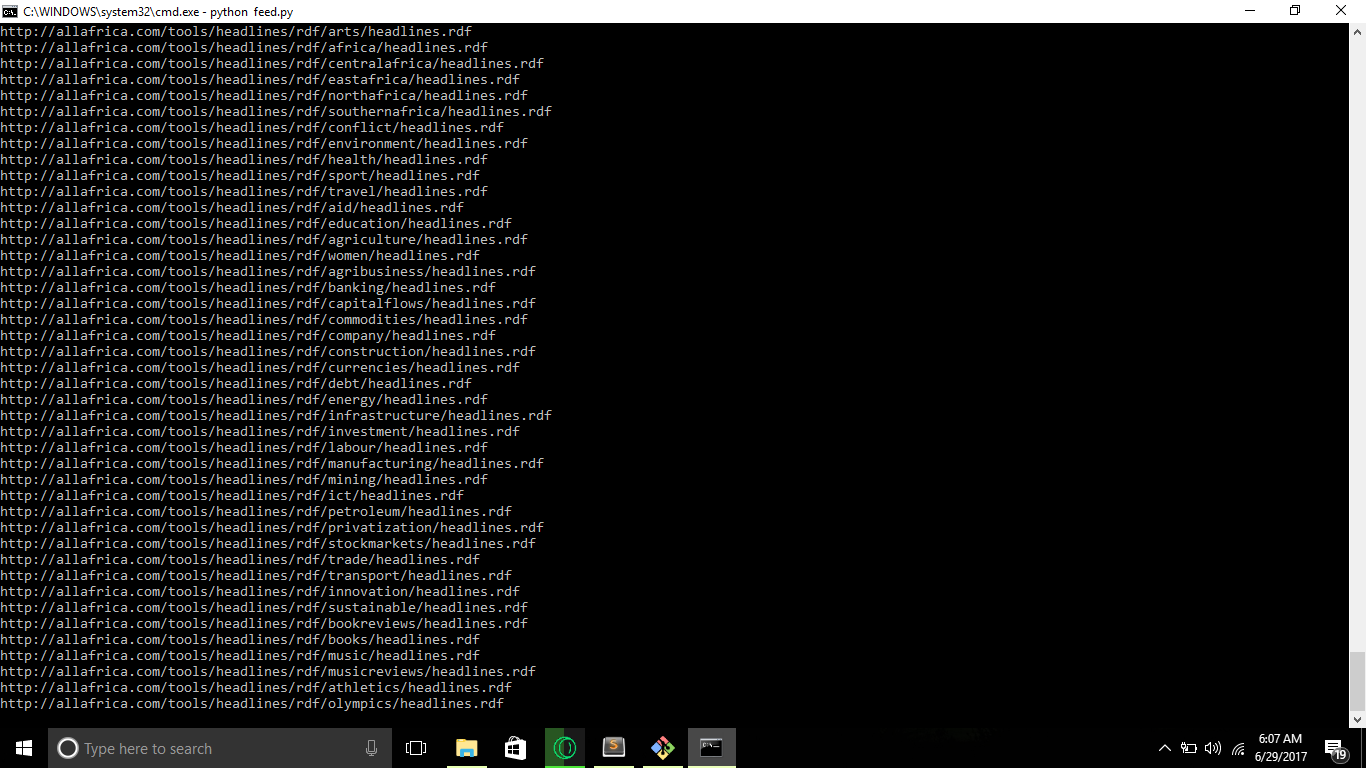 C:\WINDOWS\system32\cmd.exe - python  feed.py
http://allafrica.com/tools/headlines/rdf/arts/headlines.rdf
http://allafrica.com/tools/headlines/rdf/africa/headlines.rdf
http://allafrica.com/tools/headlines/rdf/centralafrica/headlines.rdf
http://allafrica.com/tools/headlines/rdf/eastafrica/headlines.rdf
http://allafrica.com/tools/headlines/rdf/northafrica/headlines.rdf
http://allafrica.com/tools/headlines/rdf/southernafrica/headlines.rdf
http://allafrica.com/tools/headlines/rdf/conflict/headlines.rdf
http://allafrica.com/tools/headlines/rdf/environment/headlines.rdf
http://allafrica.com/tools/headlines/rdf/health/headlines.rdf
http://allafrica.com/tools/headlines/rdf/sport/headlines.rdf
http://allafrica.com/tools/headlines/rdf/travel/headlines.rdf
http://allafrica.com/tools/headlines/rdf/aid/headlines.rdf
http://allafrica.com/tools/headlines/rdf/education/headlines.rdf
http://allafrica.com/tools/headlines/rdf/agriculture/headlines.rdf
http://allafrica.com/tools/headlines/rdf/women/headlines.rdf
http://allafrica.com/tools/headlines/rdf/agribusiness/headlines.rdf
http://allafrica.com/tools/headlines/rdf/banking/headlines.rdf
http://allafrica.com/tools/headlines/rdf/capitalflows/headlines.rdf
http://allafrica.com/tools/headlines/rdf/commodities/headlines.rdf
http://allafrica.com/tools/headlines/rdf/company/headlines.rdf
http://allafrica.com/tools/headlines/rdf/construction/headlines.rdf
http://allafrica.com/tools/headlines/rdf/currencies/headlines.rdf
http://allafrica.com/tools/headlines/rdf/debt/headlines.rdf
http://allafrica.com/tools/headlines/rdf/energy/headlines.rdf
http://allafrica.com/tools/headlines/rdf/infrastructure/headlines.rdf
http://allafrica.com/tools/headlines/rdf/investment/headlines.rdf
http://allafrica.com/tools/headlines/rdf/labour/headlines.rdf
http://allafrica.com/tools/headlines/rdf/manufacturing/headlines.rdf
http://allafrica.com/tools/headlines/rdf/mining/headlines.rdf
http://allafrica.com/tools/headlines/rdf/ict/headlines.rdf
http://allafrica.com/tools/headlines/rdf/petroleum/headlines.rdf
http://allafrica.com/tools/headlines/rdf/privatization/headlines.rdf
http://allafrica.com/tools/headlines/rdf/stockmarkets/headlines.rdf
http://allafrica.com/tools/headlines/rdf/trade/headlines.rdf
http://allafrica.com/tools/headlines/rdf/transport/headlines.rdf
http://allafrica.com/tools/headlines/rdf/innovation/headlines.rdf
http://allafrica.com/tools/headlines/rdf/sustainable/headlines.rdf
http://allafrica.com/tools/headlines/rdf/bookreviews/headlines.rdf
http://allafrica.com/tools/headlines/rdf/books/headlines.rdf
http://allafrica.com/tools/headlines/rdf/music/headlines.rdf
http://allafrica.com/tools/headlines/rdf/musicreviews/headlines.rdf
http://allafrica.com/tools/headlines/rdf/athletics/headlines.rdf
http://allafrica.com/tools/headlines/rdf/olympics/headlines.rdf
Type here to search
6:07 AM
6/29/2017
19